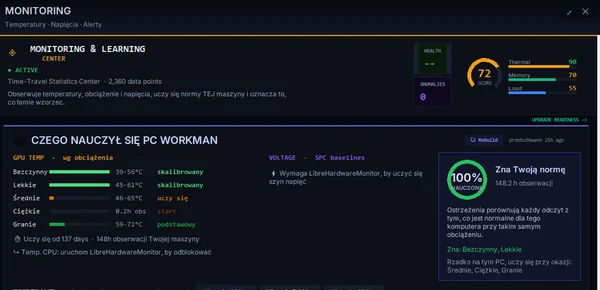 MONITORING
Temperatury · Napięcia · Alerty
MONITORING & LEARNING
CENTER
● ACTIVE
Time-Travel Statistics Center · 2,360 data points
Obserwuje temperatury, obciążenie i napięcia, uczy się normy TEJ maszyny i oznacza to,
co łamie wzorzec.
HEALTH
--
ANOMALIES
0
72
SCORE
Thermal 90
Memory 70
Load 55
UPGRADE READINESS ->
CZEGO NAUCZYŁ SIĘ PC WORKMAN
Rebuild
przebudowano 21h ago
GPU TEMP · wg obciążenia
Bezczynny 39-56°C skalibrowany
Lekkie 45-61°C skalibrowany
Średnie 46-65°C uczy się
Ciężkie 0.2h obs start
Granie 59-72°C podstawowy
Uczy się od 137 dni · 148h obserwacji Twojej maszyny
Temp. CPU: uruchom LibreHardwareMonitor, by odblokować
VOLTAGE · SPC baselines
Wymaga LibreHardwareMonitor, by uczyć się
szyn napięć
100%
NAUCZONE
Zna Twoją normę
148.2 h obserwacji
Ostrzeżenia porównują każdy odczyt z
tym, co jest normalne dla tego
komputera przy takim samym
obciążeniu.
Zna: Bezczynny, Lekkie
Rzadko na tym PC, uczy się przy okazji:
Średnie, Ciężkie, Granie